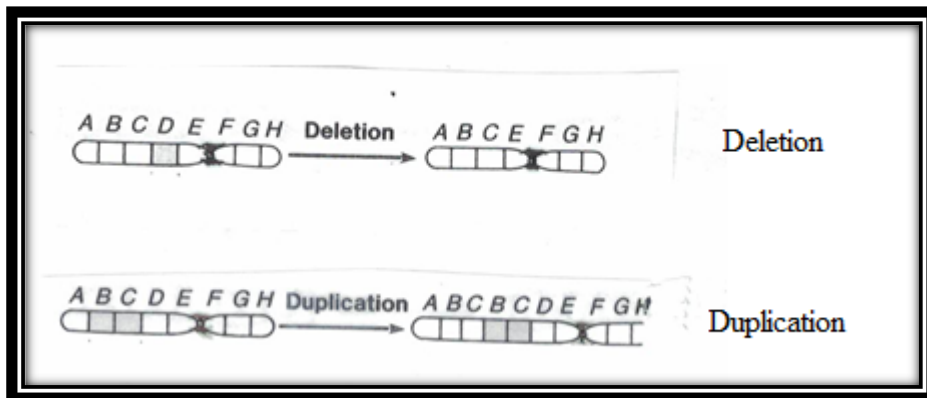 A B C D E F G H Deletion A B C E F G H Deletion
A B C D E F G H Duplication A B C B C D E F G H Duplication